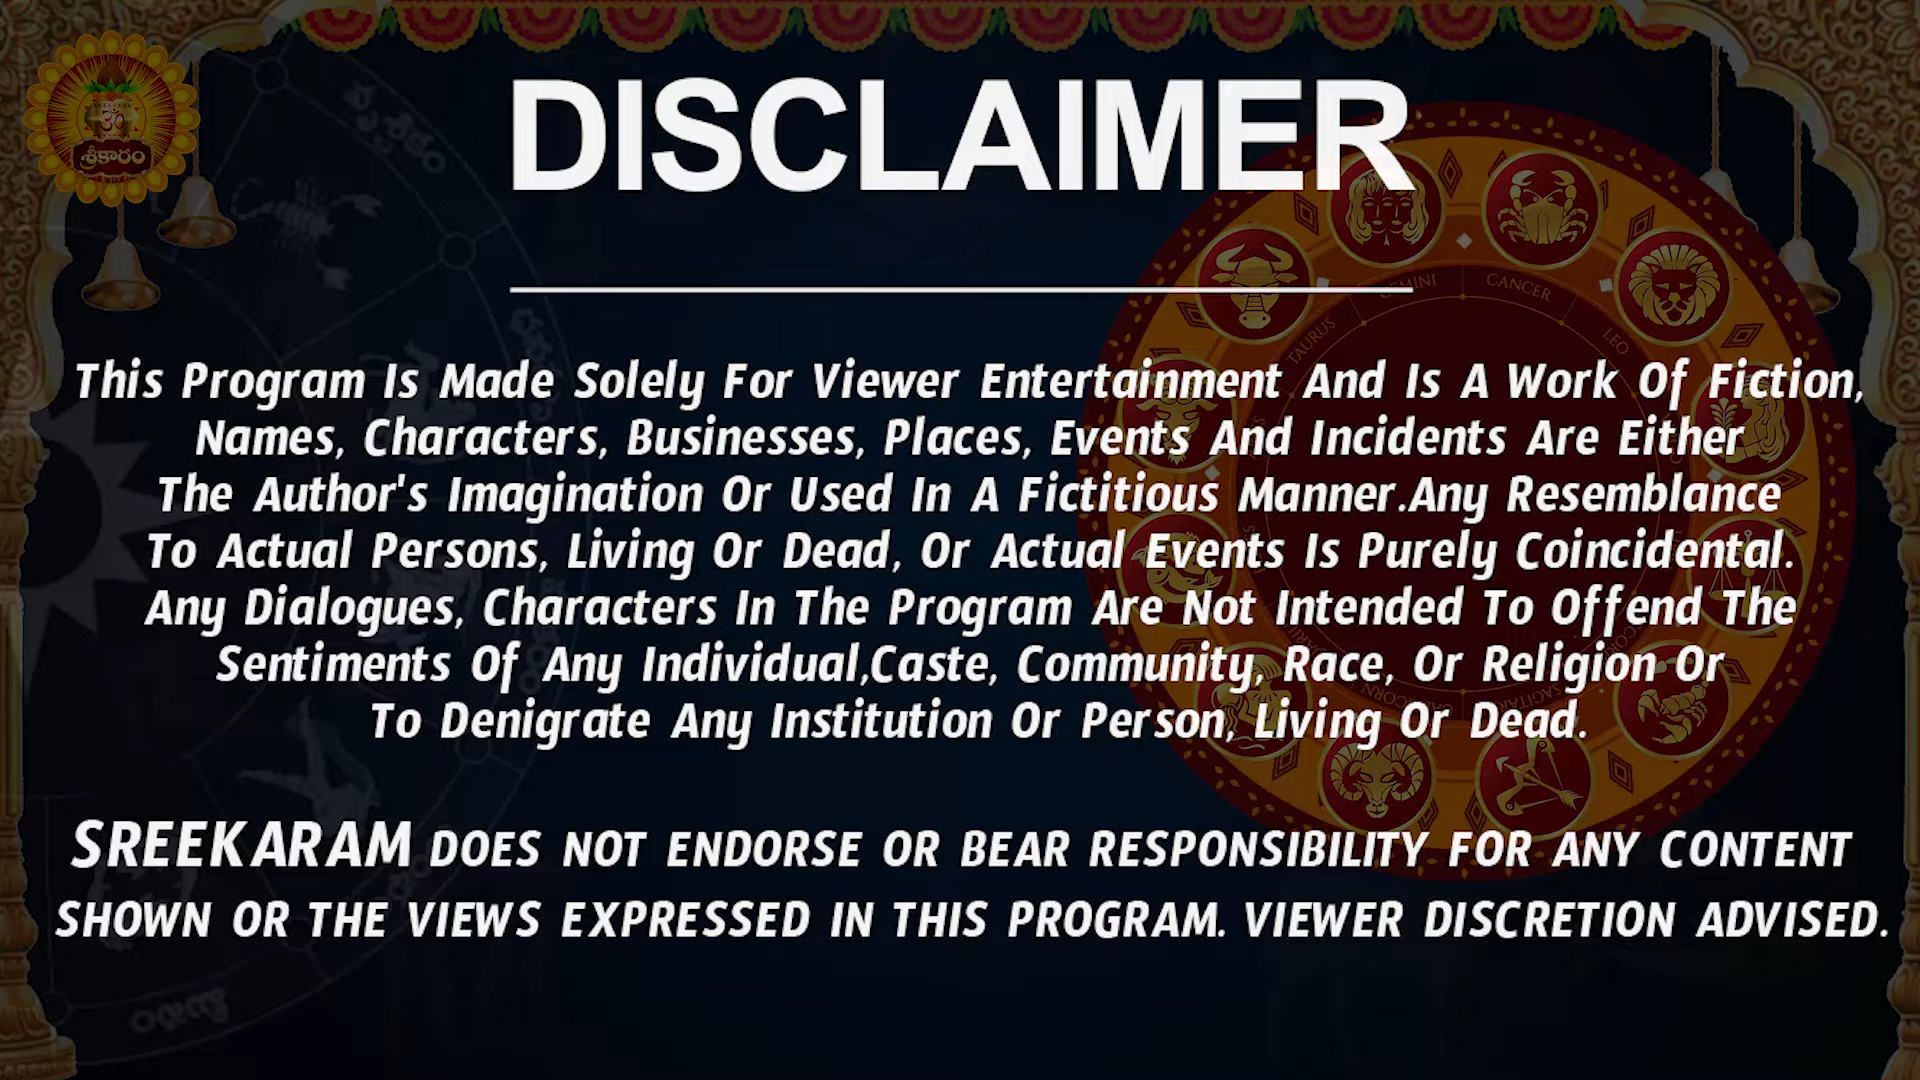 DISCLAIMER
ॐ
శ్రీకారం
GEMINI
CANCER
TAURUS
LEO
This Program Is Made Solely For Viewer Entertainment And Is A Work Of Fiction,
Names, Characters, Businesses, Places, Events And Incidents Are Either
The Author's Imagination Or Used In A Fictitious Manner.Any Resemblance
To Actual Persons, Living Or Dead, Or Actual Events Is Purely Coincidental.
Any Dialogues, Characters In The Program Are Not Intended To Offend The
Sentiments Of Any Individual,Caste, Community, Race, Or Religion Or
To Denigrate Any Institution Or Person, Living Or Dead.
SREEKARAM DOES NOT ENDORSE OR BEAR RESPONSIBILITY FOR ANY CONTENT
SHOWN OR THE VIEWS EXPRESSED IN THIS PROGRAM. VIEWER DISCRETION ADVISED.